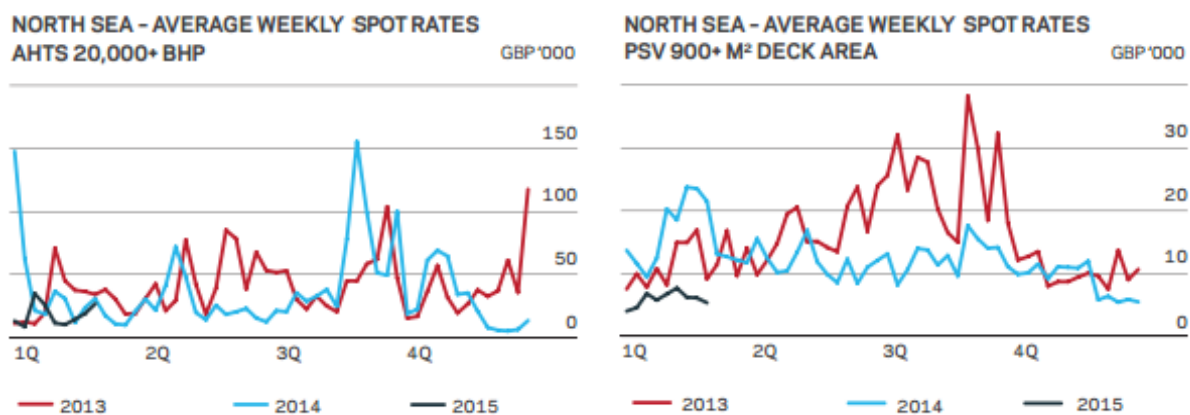 NORTH SEA – AVERAGE WEEKLY SPOT RATES
AHTS 20,000+ BHP
GBP '000
150
100
50
0
1Q 2Q 3Q 4Q
2013 2014 2015
NORTH SEA – AVERAGE WEEKLY SPOT RATES
PSV 900+ M² DECK AREA
GBP '000
30
20
10
0
1Q 2Q 3Q 4Q
2013 2014 2015